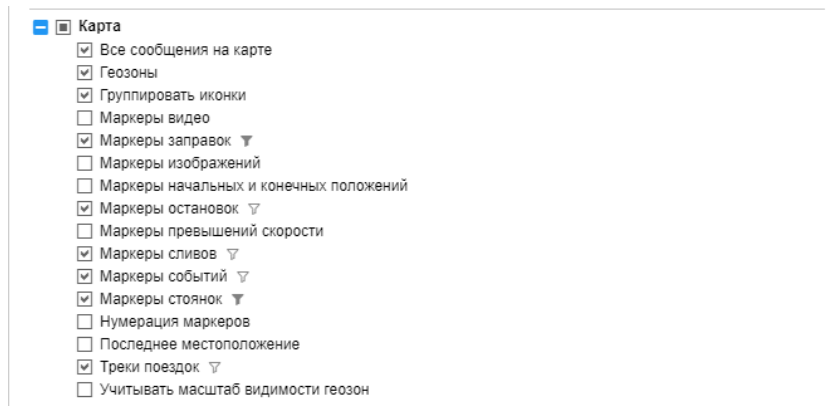 Карта
Все сообщения на карте
Геозоны
Группировать иконки
Маркеры видео
Маркеры заправок
Маркеры изображений
Маркеры начальных и конечных положений
Маркеры остановок
Маркеры превышений скорости
Маркеры сливов
Маркеры событий
Маркеры стоянок
Нумерация маркеров
Последнее местоположение
Треки поездок
Учитывать масштаб видимости геозон